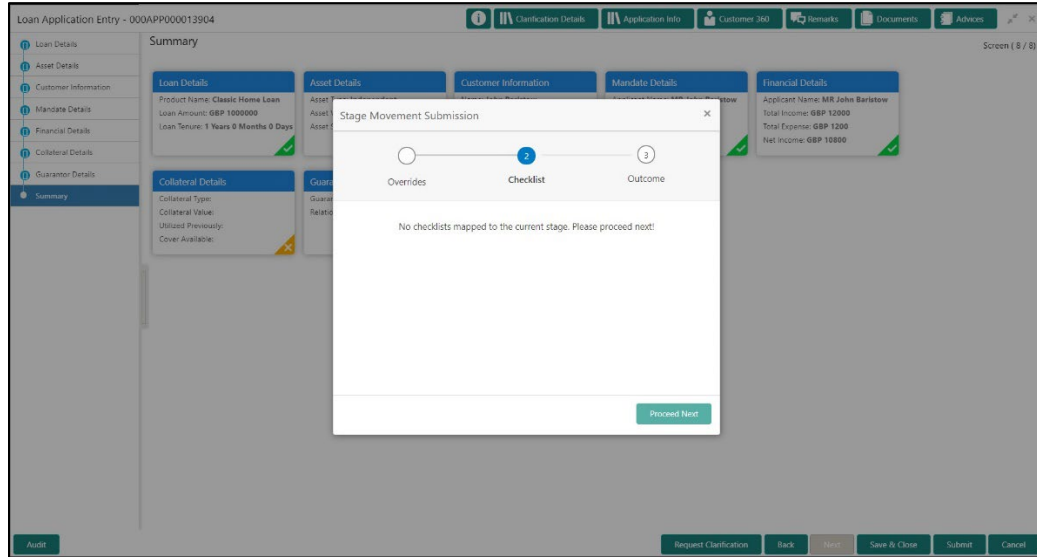 Loan Application Entry - 000APP000013904
Clarification Details
Application Info
Customer 360
Remarks
Documents
Advices
Loan Details
Asset Details
Customer Information
Mandate Details
Financial Details
Collateral Details
Guarantor Details
Summary
Summary
Screen ( 8 / 8)
Loan Details
Product Name: Classic Home Loan
Loan Amount: GBP 1000000
Loan Tenure: 1 Years 0 Months 0 Days
Asset Details
Asset
Asset
Asset
Customer Information
Mandate Details
Financial Details
Applicant Name: MR John Baristow
Total Income: GBP 12000
Total Expense: GBP 1200
Net Income: GBP 10800
Collateral Details
Collateral Type:
Collateral Value:
Utilized Previously:
Cover Available:
Stage Movement Submission
2
3
Overrides
Checklist
Outcome
No checklists mapped to the current stage. Please proceed next!
Proceed Next
Audit
Request Clarification
Back
Next
Save & Close
Submit
Cancel